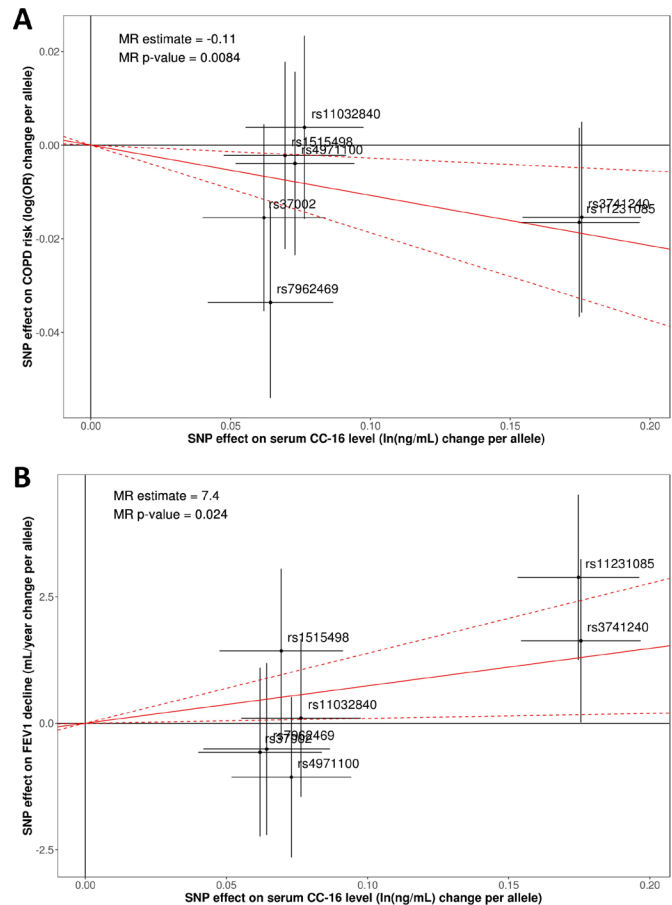 A
MR estimate = -0.11
MR p-value = 0.0084
SNP effect on COPD risk (log(OR) change per allele)
0.02
0.00
-0.02
-0.04
rs11032840
rs1515498
rs4971100
rs37002
rs3741240
rs11231085
rs7962469
0.00
0.05
0.10
0.15
0.20
SNP effect on serum CC-16 level (ln(ng/mL) change per allele)
B
MR estimate = 7.4
MR p-value = 0.024
SNP effect on FEV1 decline (mL/year change per allele)
2.5
0.0
-2.5
rs11231085
rs1515498
rs3741240
rs11032840
rs7962469
rs37002
rs4971100
0.00
0.05
0.10
0.15
0.20
SNP effect on serum CC-16 level (ln(ng/mL) change per allele)